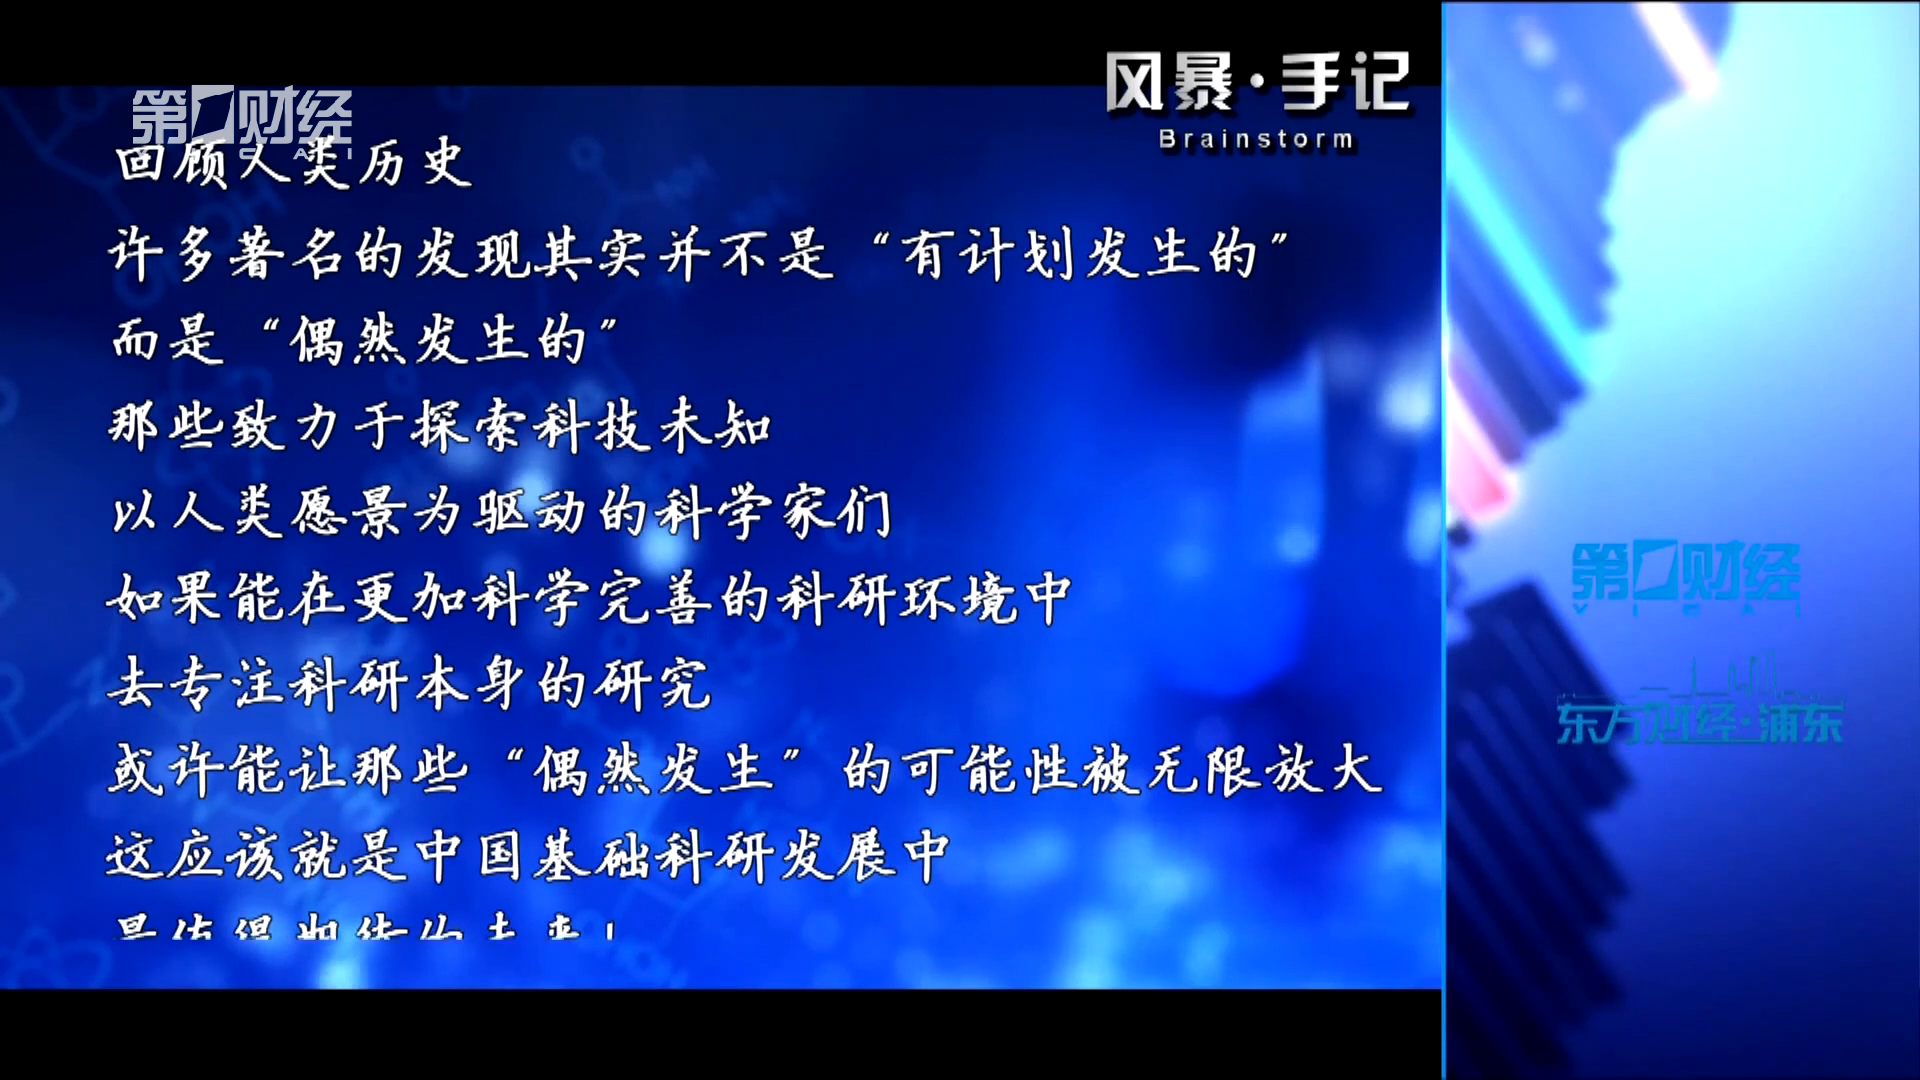 第一财经
YICAI
风暴·手记
Brainstorm
回顾人类历史
许多著名的发现其实并不是“有计划发生的”
而是“偶然发生的”
那些致力于探索科技未知
以人类愿景为驱动的科学家们
如果能在更加科学完善的科研环境中
去专注科研本身的研究
或许能让那些“偶然发生”的可能性被无限放大
这应该就是中国基础科研发展中
第一财经
YICAI
东方财经·浦东